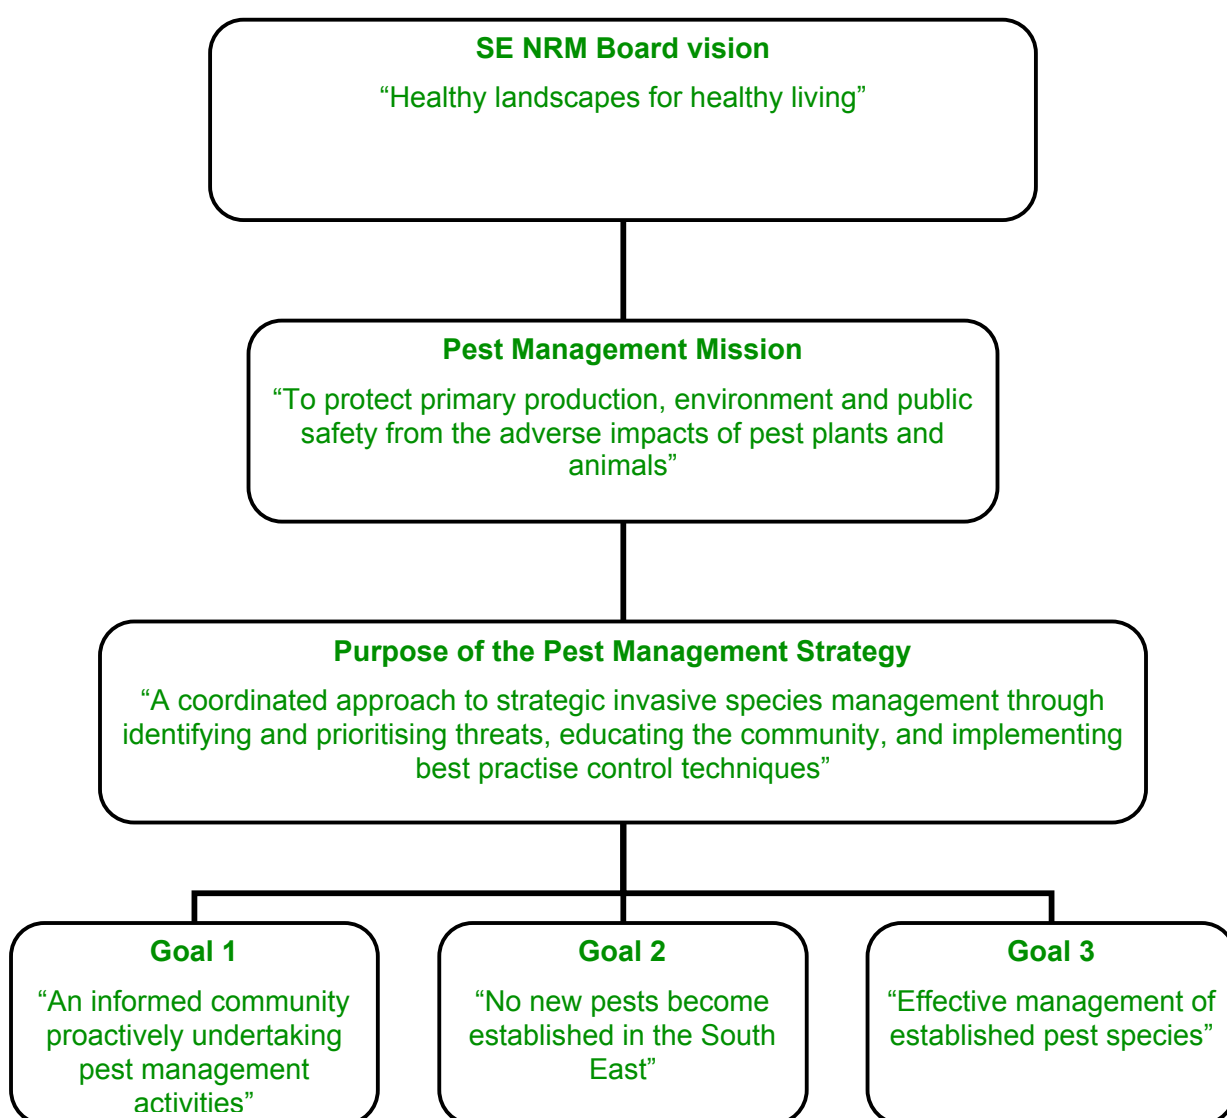 SE NRM Board vision
“Healthy landscapes for healthy living”
Pest Management Mission
“To protect primary production, environment and public
safety from the adverse impacts of pest plants and
animals”
Purpose of the Pest Management Strategy
“A coordinated approach to strategic invasive species management through
identifying and prioritising threats, educating the community, and implementing
best practise control techniques”
Goal 1
“An informed community
proactively undertaking
pest management
activities”
Goal 2
“No new pests become
established in the South
East”
Goal 3
“Effective management of
established pest species”